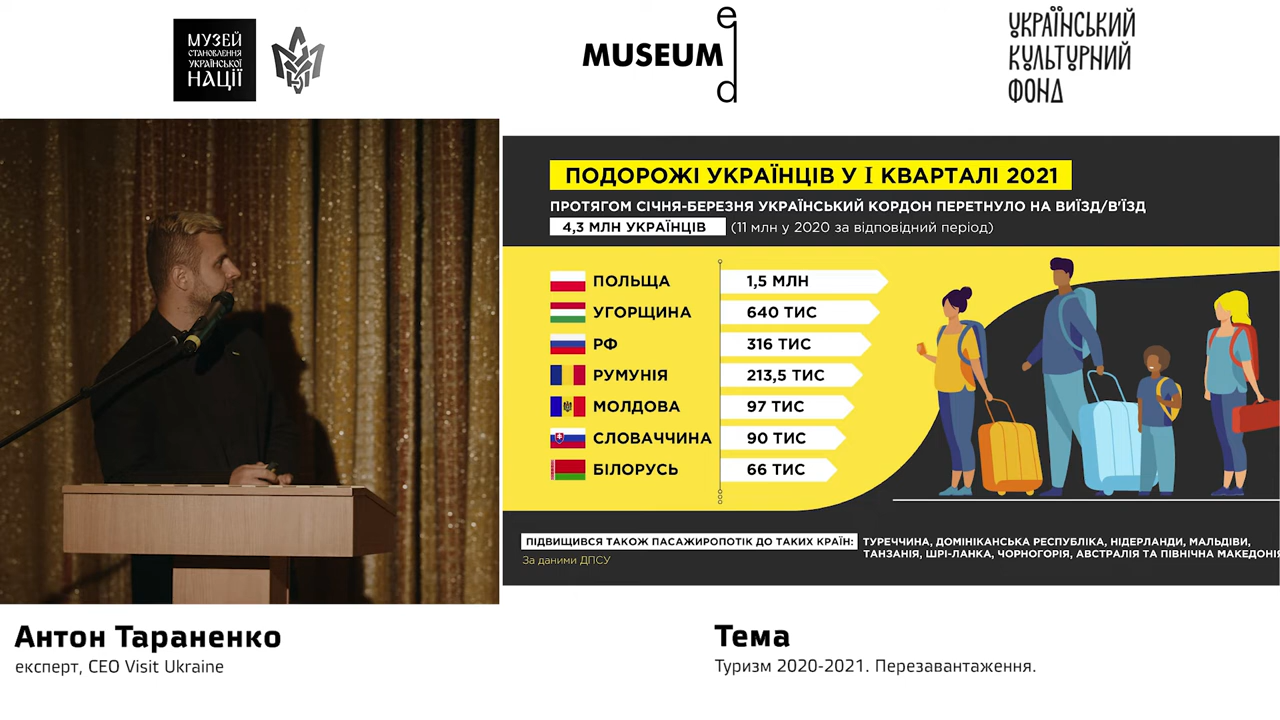 МУЗЕЙ
СТАНОВЛЕННЯ
УКРАЇНСЬКОЇ
НАЦІЇ
MUSEUM
ed
УКРАЇНСЬКИЙ
КУЛЬТУРНИЙ
ФОНД
ПОДОРОЖІ УКРАЇНЦІВ У І КВАРТАЛІ 2021
ПРОТЯГОМ СІЧНЯ-БЕРЕЗНЯ УКРАЇНСЬКИЙ КОРДОН ПЕРЕТНУЛО НА ВИЇЗД/В'ЇЗД
4,3 МЛН УКРАЇНЦІВ (11 млн у 2020 за відповідний період)
ПОЛЬЩА 1,5 МЛН
УГОРЩИНА 640 ТИС
РФ 316 ТИС
РУМУНІЯ 213,5 ТИС
МОЛДОВА 97 ТИС
СЛОВАЧЧИНА 90 ТИС
БІЛОРУСЬ 66 ТИС
ПІДВИЩИВСЯ ТАКОЖ ПАСАЖИРОПОТІК ДО ТАКИХ КРАЇН: ТУРЕЧЧИНА, ДОМІНІКАНСЬКА РЕСПУБЛІКА, НІДЕРЛАНДИ, МАЛЬДІВИ,
ТАНЗАНІЯ, ШРІ-ЛАНКА, ЧОРНОГОРІЯ, АВСТРАЛІЯ ТА ПІВНІЧНА МАКЕДОНІЯ
За даними ДПСУ
Антон Тараненко
експерт, CEO Visit Ukraine
Тема
Туризм 2020-2021. Перезавантаження.